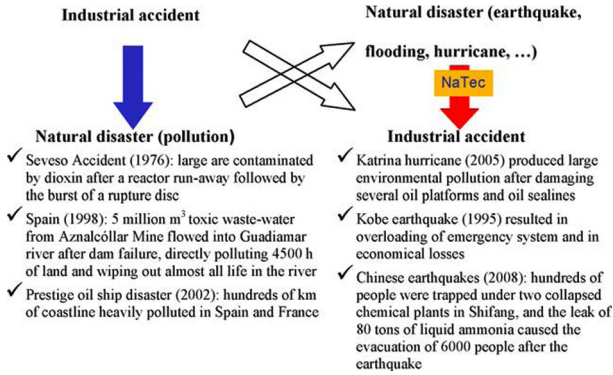 Industrial accident
Natural disaster (earthquake,
flooding, hurricane, …)
NaTec
Natural disaster (pollution)
✓ Seveso Accident (1976): large are contaminated
by dioxin after a reactor run-away followed by
the burst of a rupture disc
✓ Spain (1998): 5 million m³ toxic waste-water
from Aznalcóllar Mine flowed into Guadiamar
river after dam failure, directly polluting 4500 h
of land and wiping out almost all life in the river
✓ Prestige oil ship disaster (2002): hundreds of km
of coastline heavily polluted in Spain and France
Industrial accident
✓ Katrina hurricane (2005) produced large
environmental pollution after damaging
several oil platforms and oil sealines
✓ Kobe earthquake (1995) resulted in
overloading of emergency system and in
economical losses
✓ Chinese earthquakes (2008): hundreds of
people were trapped under two collapsed
chemical plants in Shifang, and the leak of
80 tons of liquid ammonia caused the
evacuation of 6000 people after the
earthquake